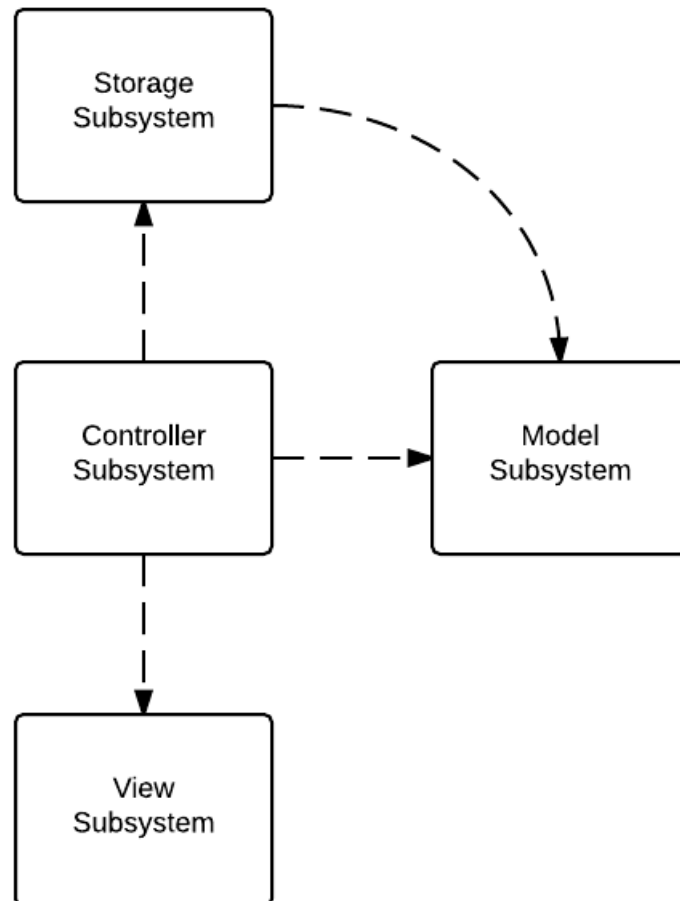 Storage
Subsystem
Controller
Subsystem
Model
Subsystem
View
Subsystem